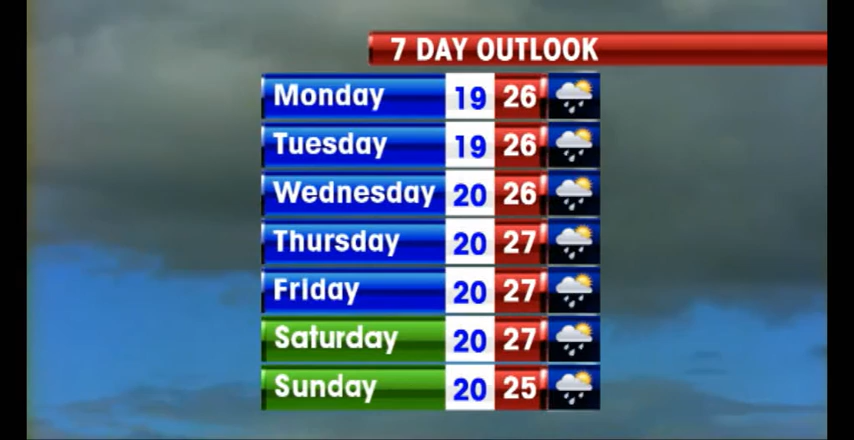 7 DAY OUTLOOK
Monday 19 26
Tuesday 19 26
Wednesday 20 26
Thursday 20 27
Friday 20 27
Saturday 20 27
Sunday 20 25